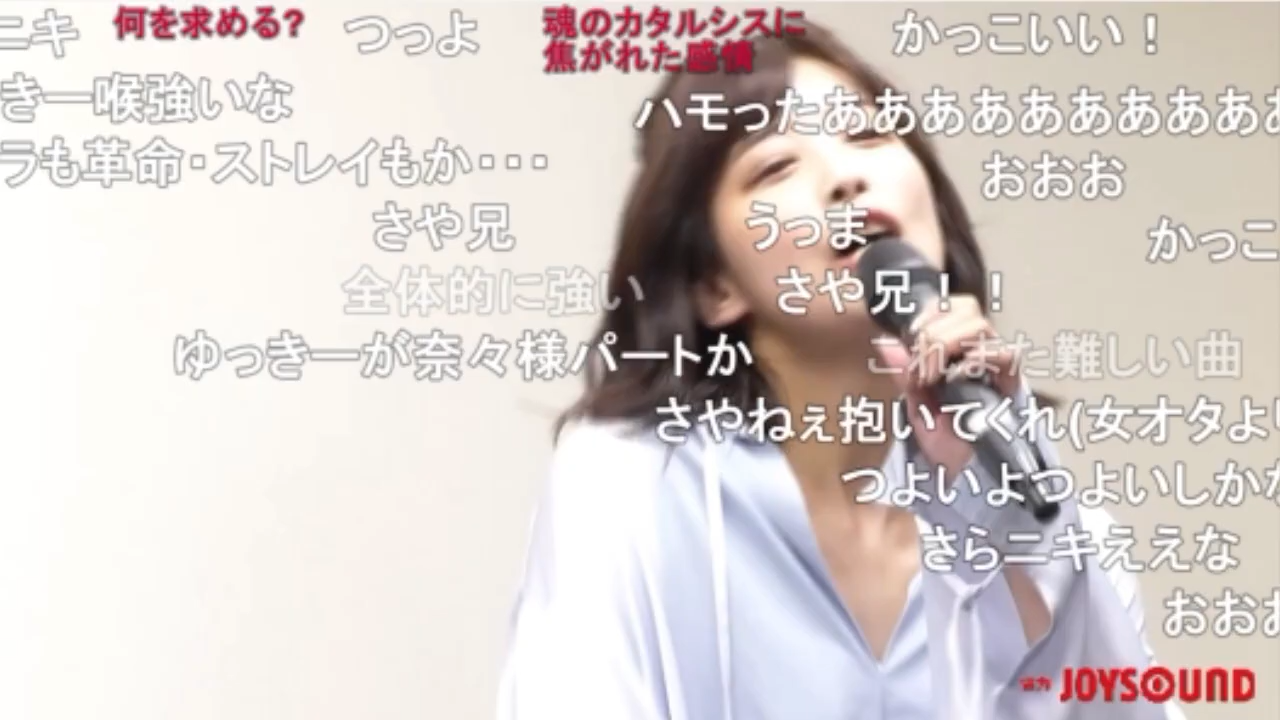 ニキ
何を求める?
つっよ
魂のカタルシスに
焦がれた感情
かっこいい!
きー喉強いな
ハモったああああああああああ
ラも革命・ストレイもか・・・
おおお
さや兄
うっま
かっこ
全体的に強い
さや兄!!
ゆっきーが奈々様パートか
これまた難しい曲
さやねぇ抱いてくれ(女オタよ
つよいよつよいしか
さらニキええな
おおお
協力 JOYSOUND